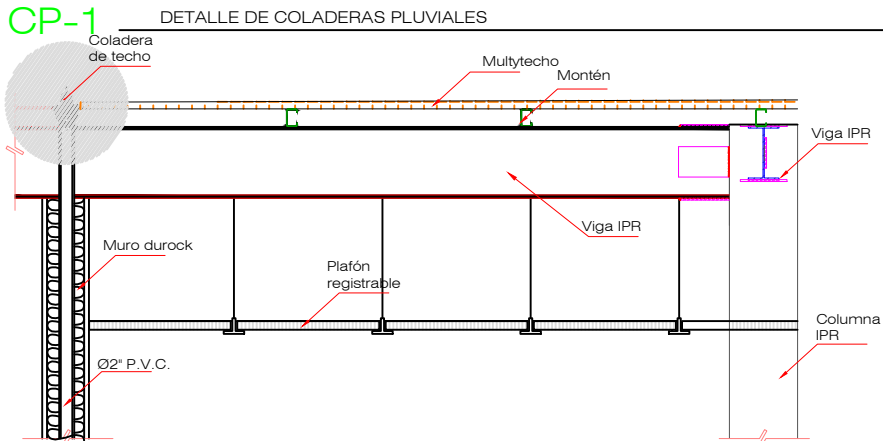 CP-1
DETALLE DE COLADERAS PLUVIALES
Coladera
de techo
Multytecho
Montén
Viga IPR
Viga IPR
Muro durock
Plafón
registrable
Columna
IPR
Ø2" P.V.C.